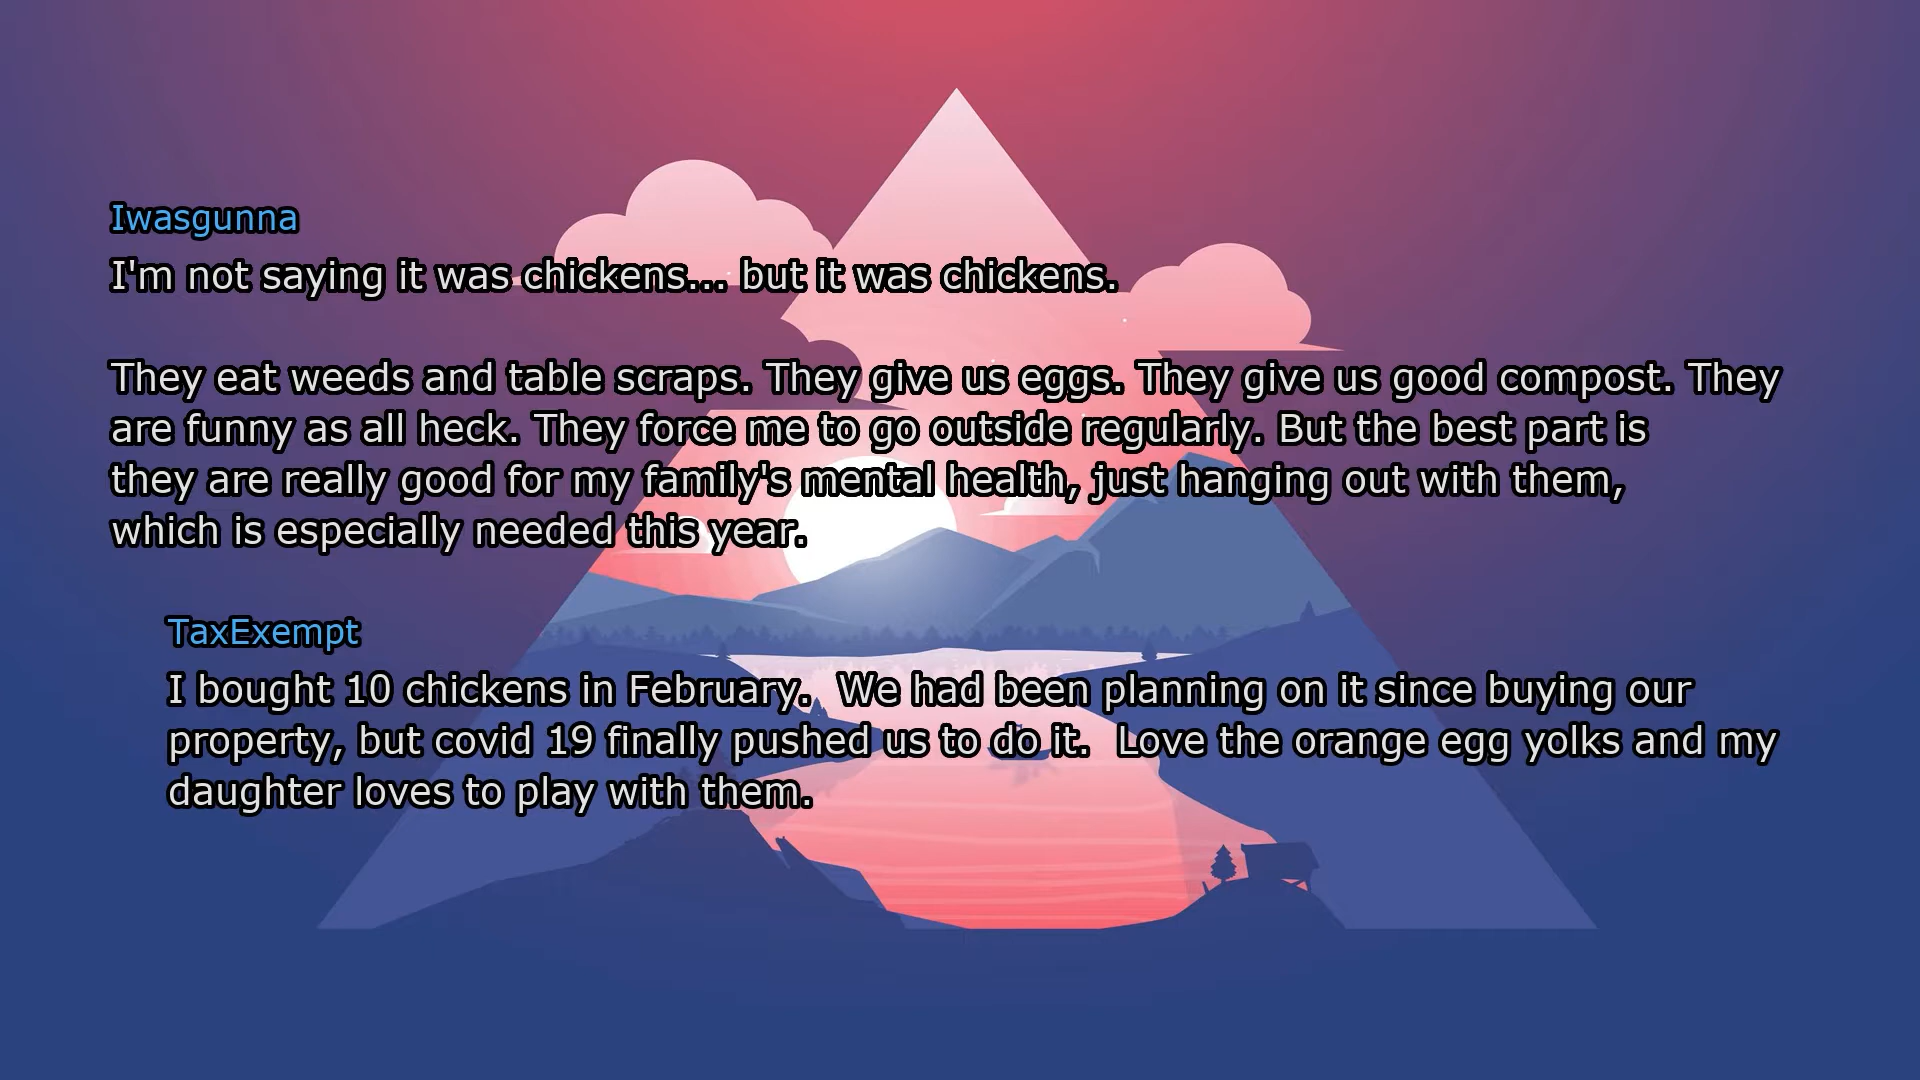 Iwasgunna
I'm not saying it was chickens... but it was chickens.
They eat weeds and table scraps. They give us eggs. They give us good compost. They
are funny as all heck. They force me to go outside regularly. But the best part is
they are really good for my family's mental health, just hanging out with them,
which is especially needed this year.
TaxExempt
I bought 10 chickens in February.  We had been planning on it since buying our
property, but covid 19 finally pushed us to do it.  Love the orange egg yolks and my
daughter loves to play with them.